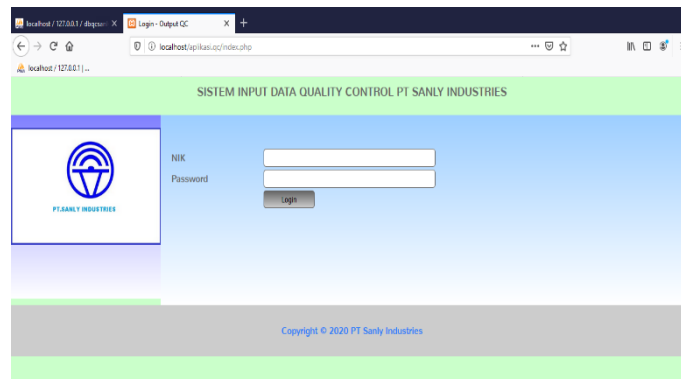 localhost / 127.0.0.1 / dbqcsan
Login - Output QC
localhost/aplikasi.qc/index.php
localhost / 127.0.0.1 | ...
SISTEM INPUT DATA QUALITY CONTROL PT SANLY INDUSTRIES
NIK
PT.SANLY INDUSTRIES
Password
Login
Copyright © 2020 PT Sanly Industries